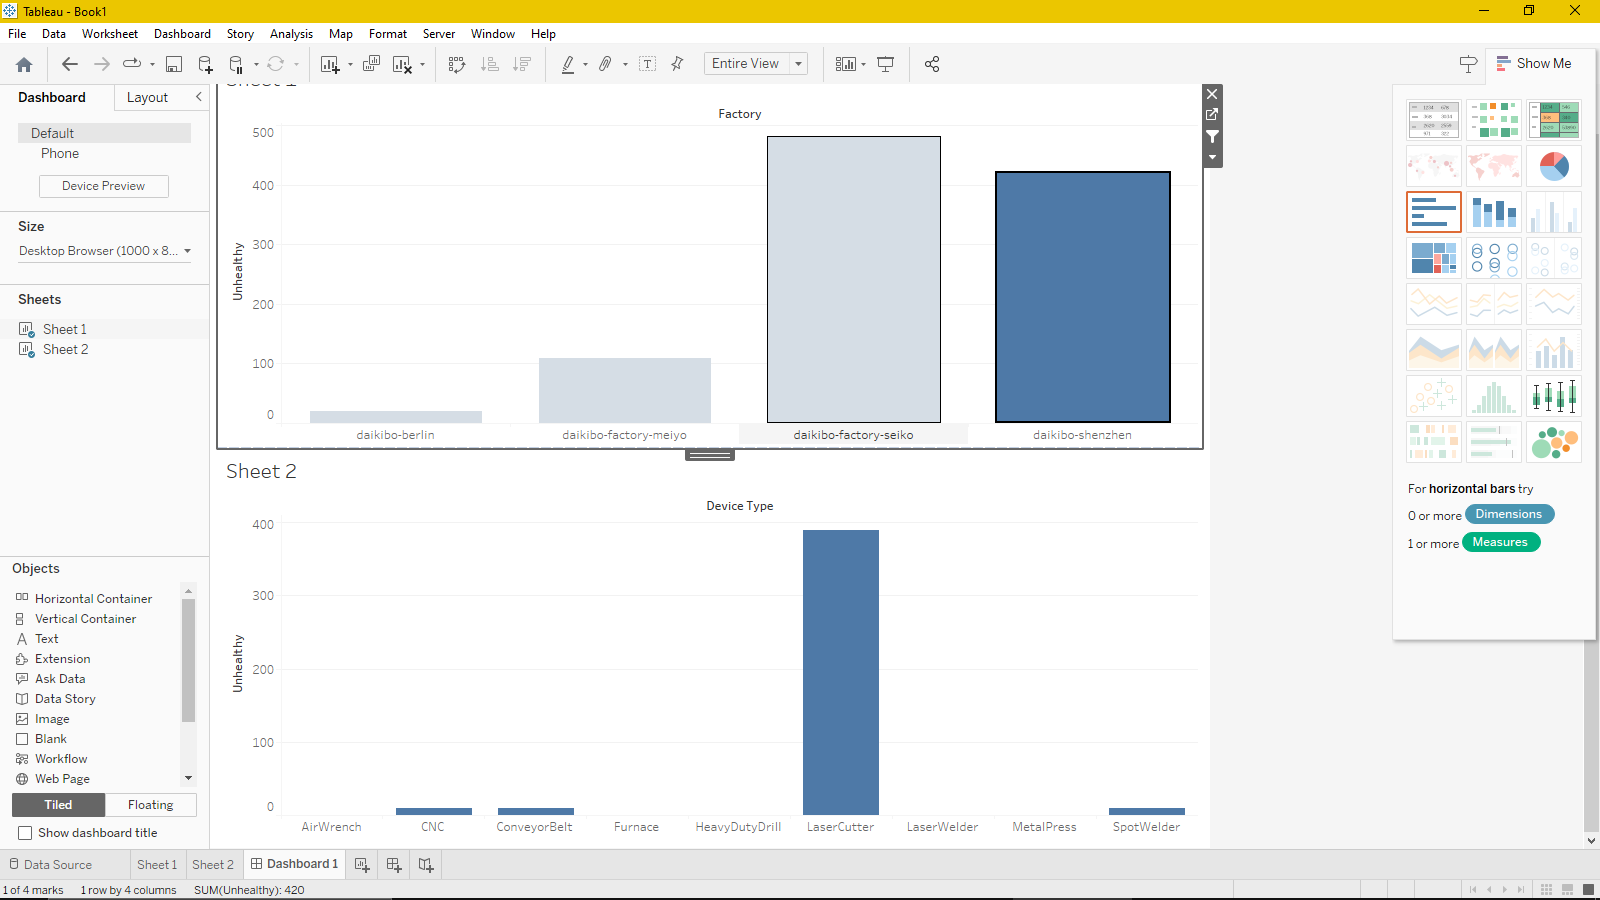 Tableau - Book1
File Data Worksheet Dashboard Story Analysis Map Format Server Window Help
Entire View
Show Me
Dashboard Layout
Default
Phone
Device Preview
Size
Desktop Browser (1000 x 8...
Sheets
Sheet 1
Sheet 2
Objects
Horizontal Container
Vertical Container
Text
Extension
Ask Data
Data Story
Image
Blank
Workflow
Web Page
Tiled Floating
Show dashboard title
Sheet 1
Factory
Unhealthy
500
400
300
200
100
0
daikibo-berlin daikibo-factory-meiyo daikibo-factory-seiko daikibo-shenzhen
Sheet 2
Device Type
Unhealthy
400
300
200
100
0
AirWrench CNC ConveyorBelt Furnace HeavyDutyDrill LaserCutter LaserWelder MetalPress SpotWelder
For horizontal bars try
0 or more Dimensions
1 or more Measures
Data Source Sheet 1 Sheet 2 Dashboard 1
1 of 4 marks 1 row by 4 columns SUM(Unhealthy): 420